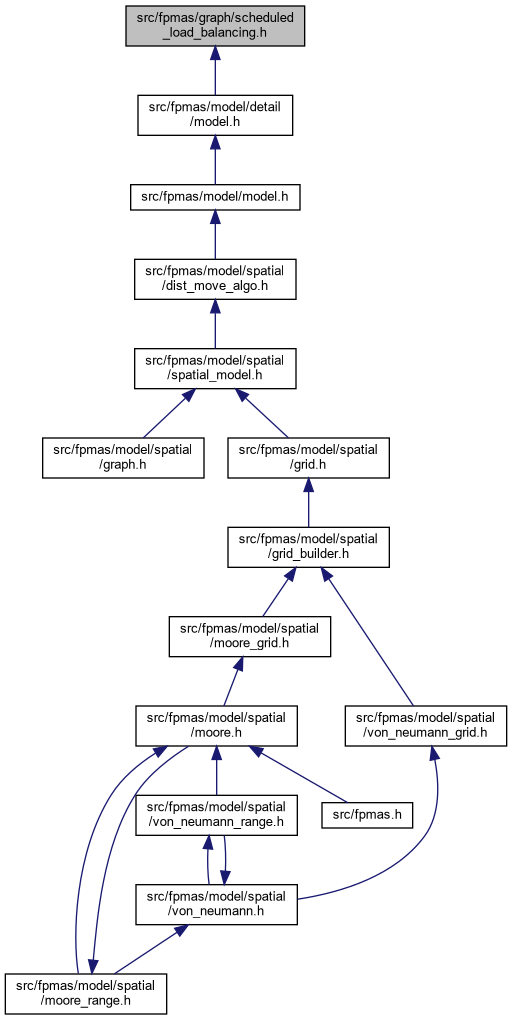 src/fpmas/graph/scheduled
_load_balancing.h
src/fpmas/model/detail
/model.h
src/fpmas/model/model.h
src/fpmas/model/spatial
/dist_move_algo.h
src/fpmas/model/spatial
/spatial_model.h
src/fpmas/model/spatial
/graph.h
src/fpmas/model/spatial
/grid.h
src/fpmas/model/spatial
/grid_builder.h
src/fpmas/model/spatial
/moore_grid.h
src/fpmas/model/spatial
/moore.h
src/fpmas/model/spatial
/von_neumann_grid.h
src/fpmas/model/spatial
/von_neumann_range.h
src/fpmas.h
src/fpmas/model/spatial
/von_neumann.h
src/fpmas/model/spatial
/moore_range.h